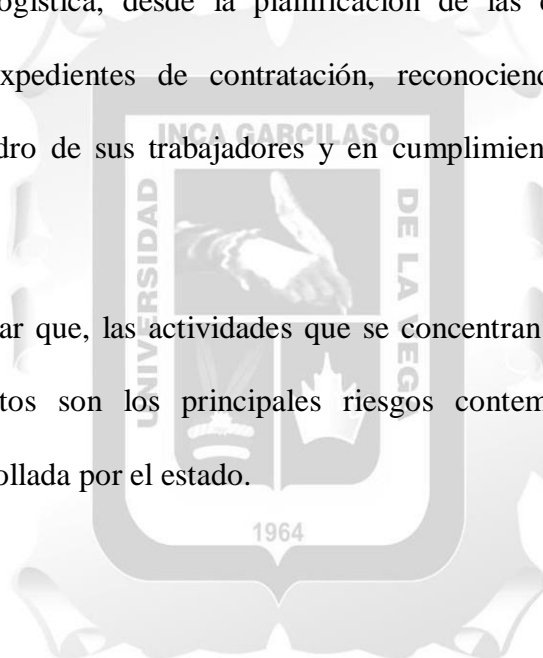 ogística, desde la planificación de las
xpedientes de contratación, reconocien
INCA GARCILASO
dro de sus trabajadores y en cumplimien
UNIVERSIDAD
DE LA VEGA
ar que, las actividades que se concentran
tos son los principales riesgos contem
ollada por el estado.
1964